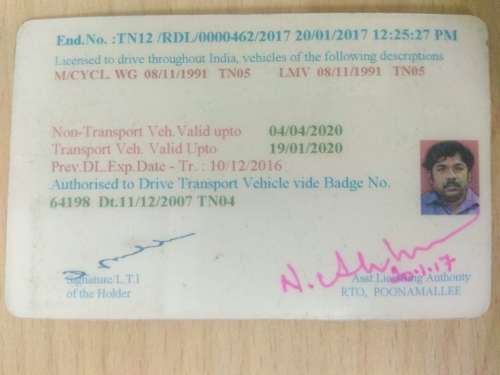 End.No. :TN12 /RDL/0000462/2017 20/01/2017 12:25:27 PM
Licensed to drive throughout India, vehicles of the following descriptions
M/CYCL. WG 08/11/1991 TN05 LMV 08/11/1991 TN05
Non-Transport Veh.Valid upto 04/04/2020
Transport Veh. Valid Upto 19/01/2020
Prev.DL.Exp.Date - Tr. : 10/12/2016
Authorised to Drive Transport Vehicle vide Badge No.
64198 Dt.11/12/2007 TN04
Signature/L.T.I
of the Holder
20.1.17
Asst.Licensing Authority
RTO, POONAMALLEE